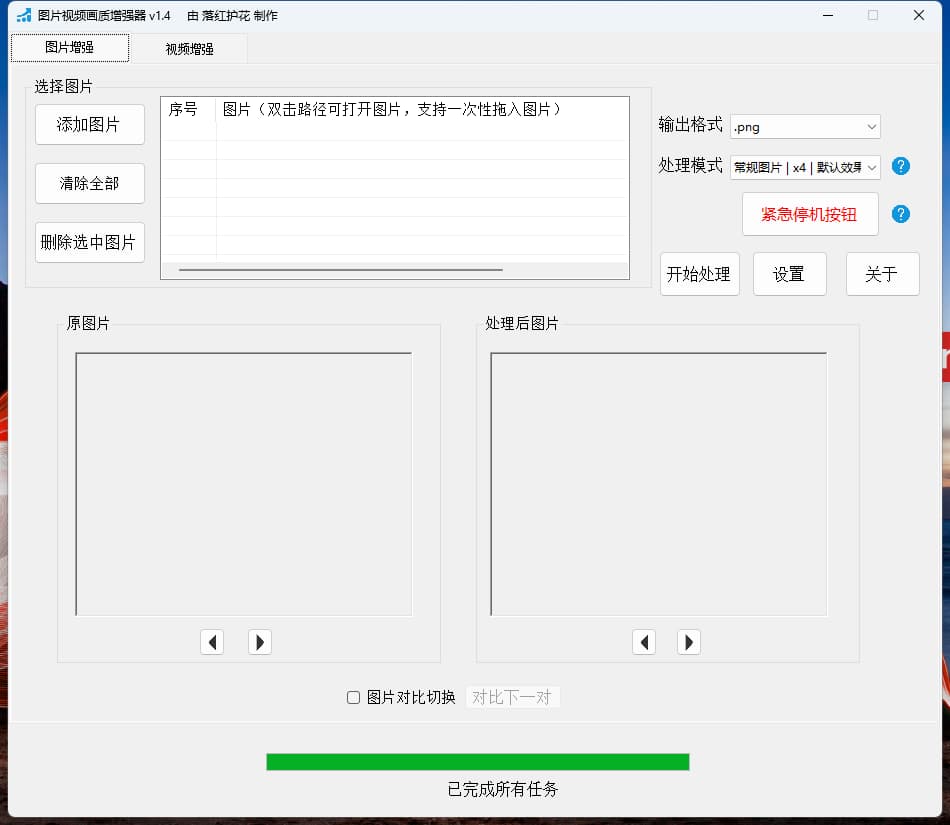 图片视频画质增强器 v1.4 由 落红护花 制作
图片增强 视频增强
选择图片
添加图片
清除全部
删除选中图片
序号 图片（双击路径可打开图片，支持一次性拖入图片）
输出格式 .png
处理模式 常规图片 | x4 | 默认效果 ?
紧急停机按钮 ?
开始处理 设置 关于
原图片 处理后图片
图片对比切换 对比下一对
已完成所有任务